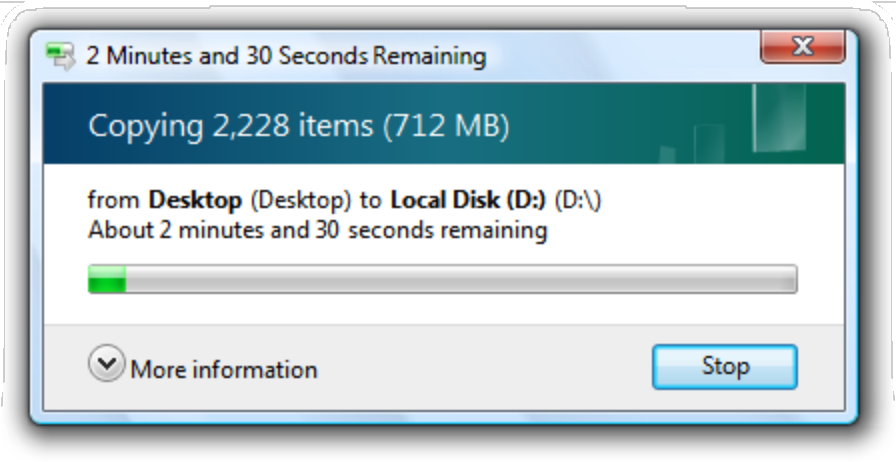 2 Minutes and 30 Seconds Remaining
Copying 2,228 items (712 MB)
from Desktop (Desktop) to Local Disk (D:) (D:\)
About 2 minutes and 30 seconds remaining
More information
Stop